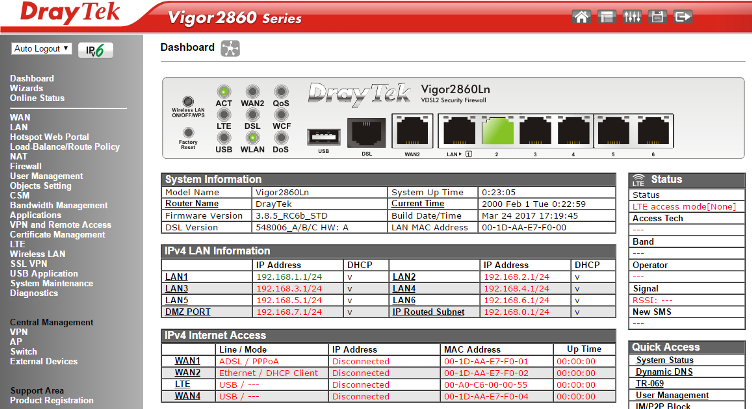 DrayTek Vigor2860 Series
Auto Logout IPv6
Dashboard
Dashboard
Wizards
Online Status
WAN
LAN
Hotspot Web Portal
Load-Balance/Route Policy
NAT
Firewall
User Management
Objects Setting
CSM
Bandwidth Management
Applications
VPN and Remote Access
Certificate Management
LTE
Wireless LAN
SSL VPN
USB Application
System Maintenance
Diagnostics
Central Management
VPN
AP
Switch
External Devices
Support Area
Product Registration
Wireless LAN
ON/OFF/WPS
Factory
Reset
ACT WAN2 QoS
LTE DSL WCF
USB WLAN DoS
DrayTek Vigor2860Ln
VDSL2 Security Firewall
USB DSL WAN2 LAN 1 2 3 4 5 6
System Information
Model Name Vigor2860Ln System Up Time 0:23:05
Router Name DrayTek Current Time 2000 Feb 1 Tue 0:22:59
Firmware Version 3.8.5_RC6b_STD Build Date/Time Mar 24 2017 17:19:45
DSL Version 548006_A/B/C HW: A LAN MAC Address 00-1D-AA-E7-F0-00
IPv4 LAN Information
IP Address DHCP IP Address DHCP
LAN1 192.168.1.1/24 v LAN2 192.168.2.1/24 v
LAN3 192.168.3.1/24 v LAN4 192.168.4.1/24 v
LAN5 192.168.5.1/24 v LAN6 192.168.6.1/24 v
DMZ PORT 192.168.7.1/24 v IP Routed Subnet 192.168.0.1/24 v
IPv4 Internet Access
Line / Mode IP Address MAC Address Up Time
WAN1 ADSL / PPPoA Disconnected 00-1D-AA-E7-F0-01 00:00:00
WAN2 Ethernet / DHCP Client Disconnected 00-1D-AA-E7-F0-02 00:00:00
LTE USB / --- Disconnected 00-A0-C6-00-00-55 00:00:00
WAN4 USB / --- Disconnected 00-1D-AA-E7-F0-04 00:00:00
LTE Status
Status
LTE access mode[None]
Access Tech
---
Band
---
Operator
---
Signal
RSSI: ---
New SMS
---
Quick Access
System Status
Dynamic DNS
TR-069
User Management
IM/P2P Block